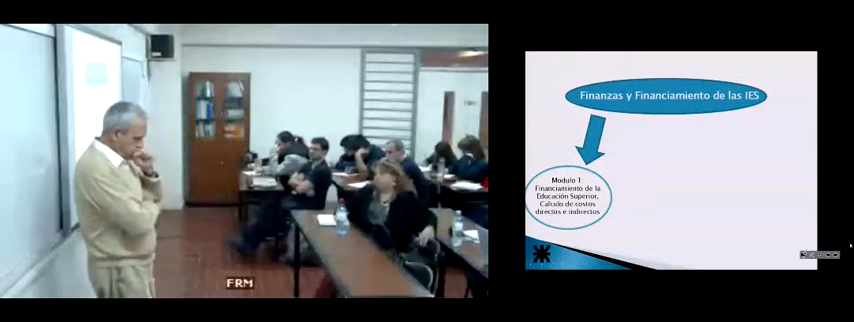 FRM
Finanzas y Financiamiento de las IES
Modulo 1:
Financiamiento de la
Educación Superior,
Calculo de costos
directos e indirectos